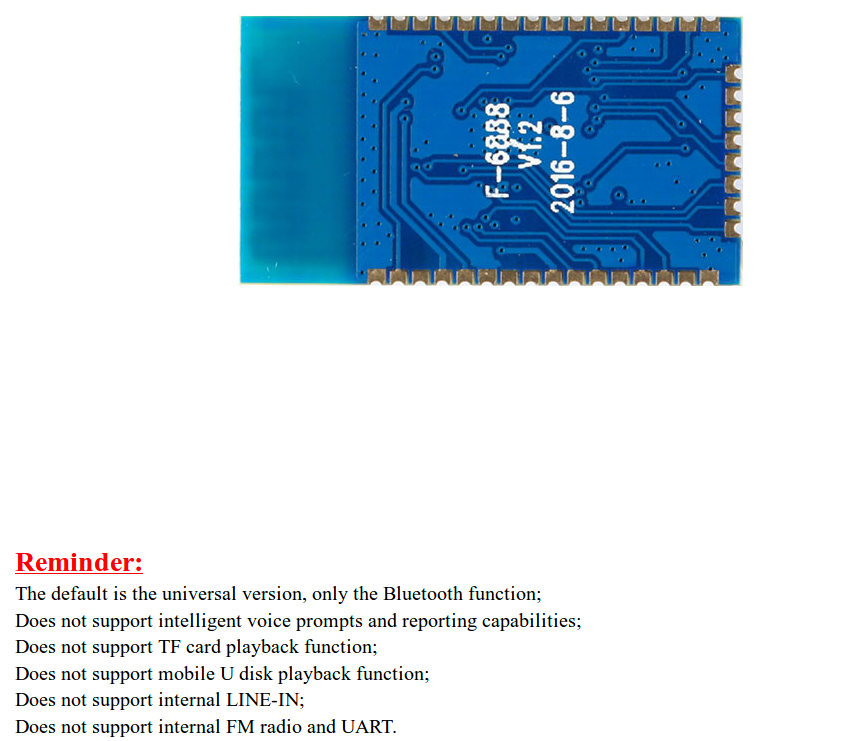 F-6888
V1.2
2016-8-6
Reminder:
The default is the universal version, only the Bluetooth function;
Does not support intelligent voice prompts and reporting capabilities;
Does not support TF card playback function;
Does not support mobile U disk playback function;
Does not support internal LINE-IN;
Does not support internal FM radio and UART.